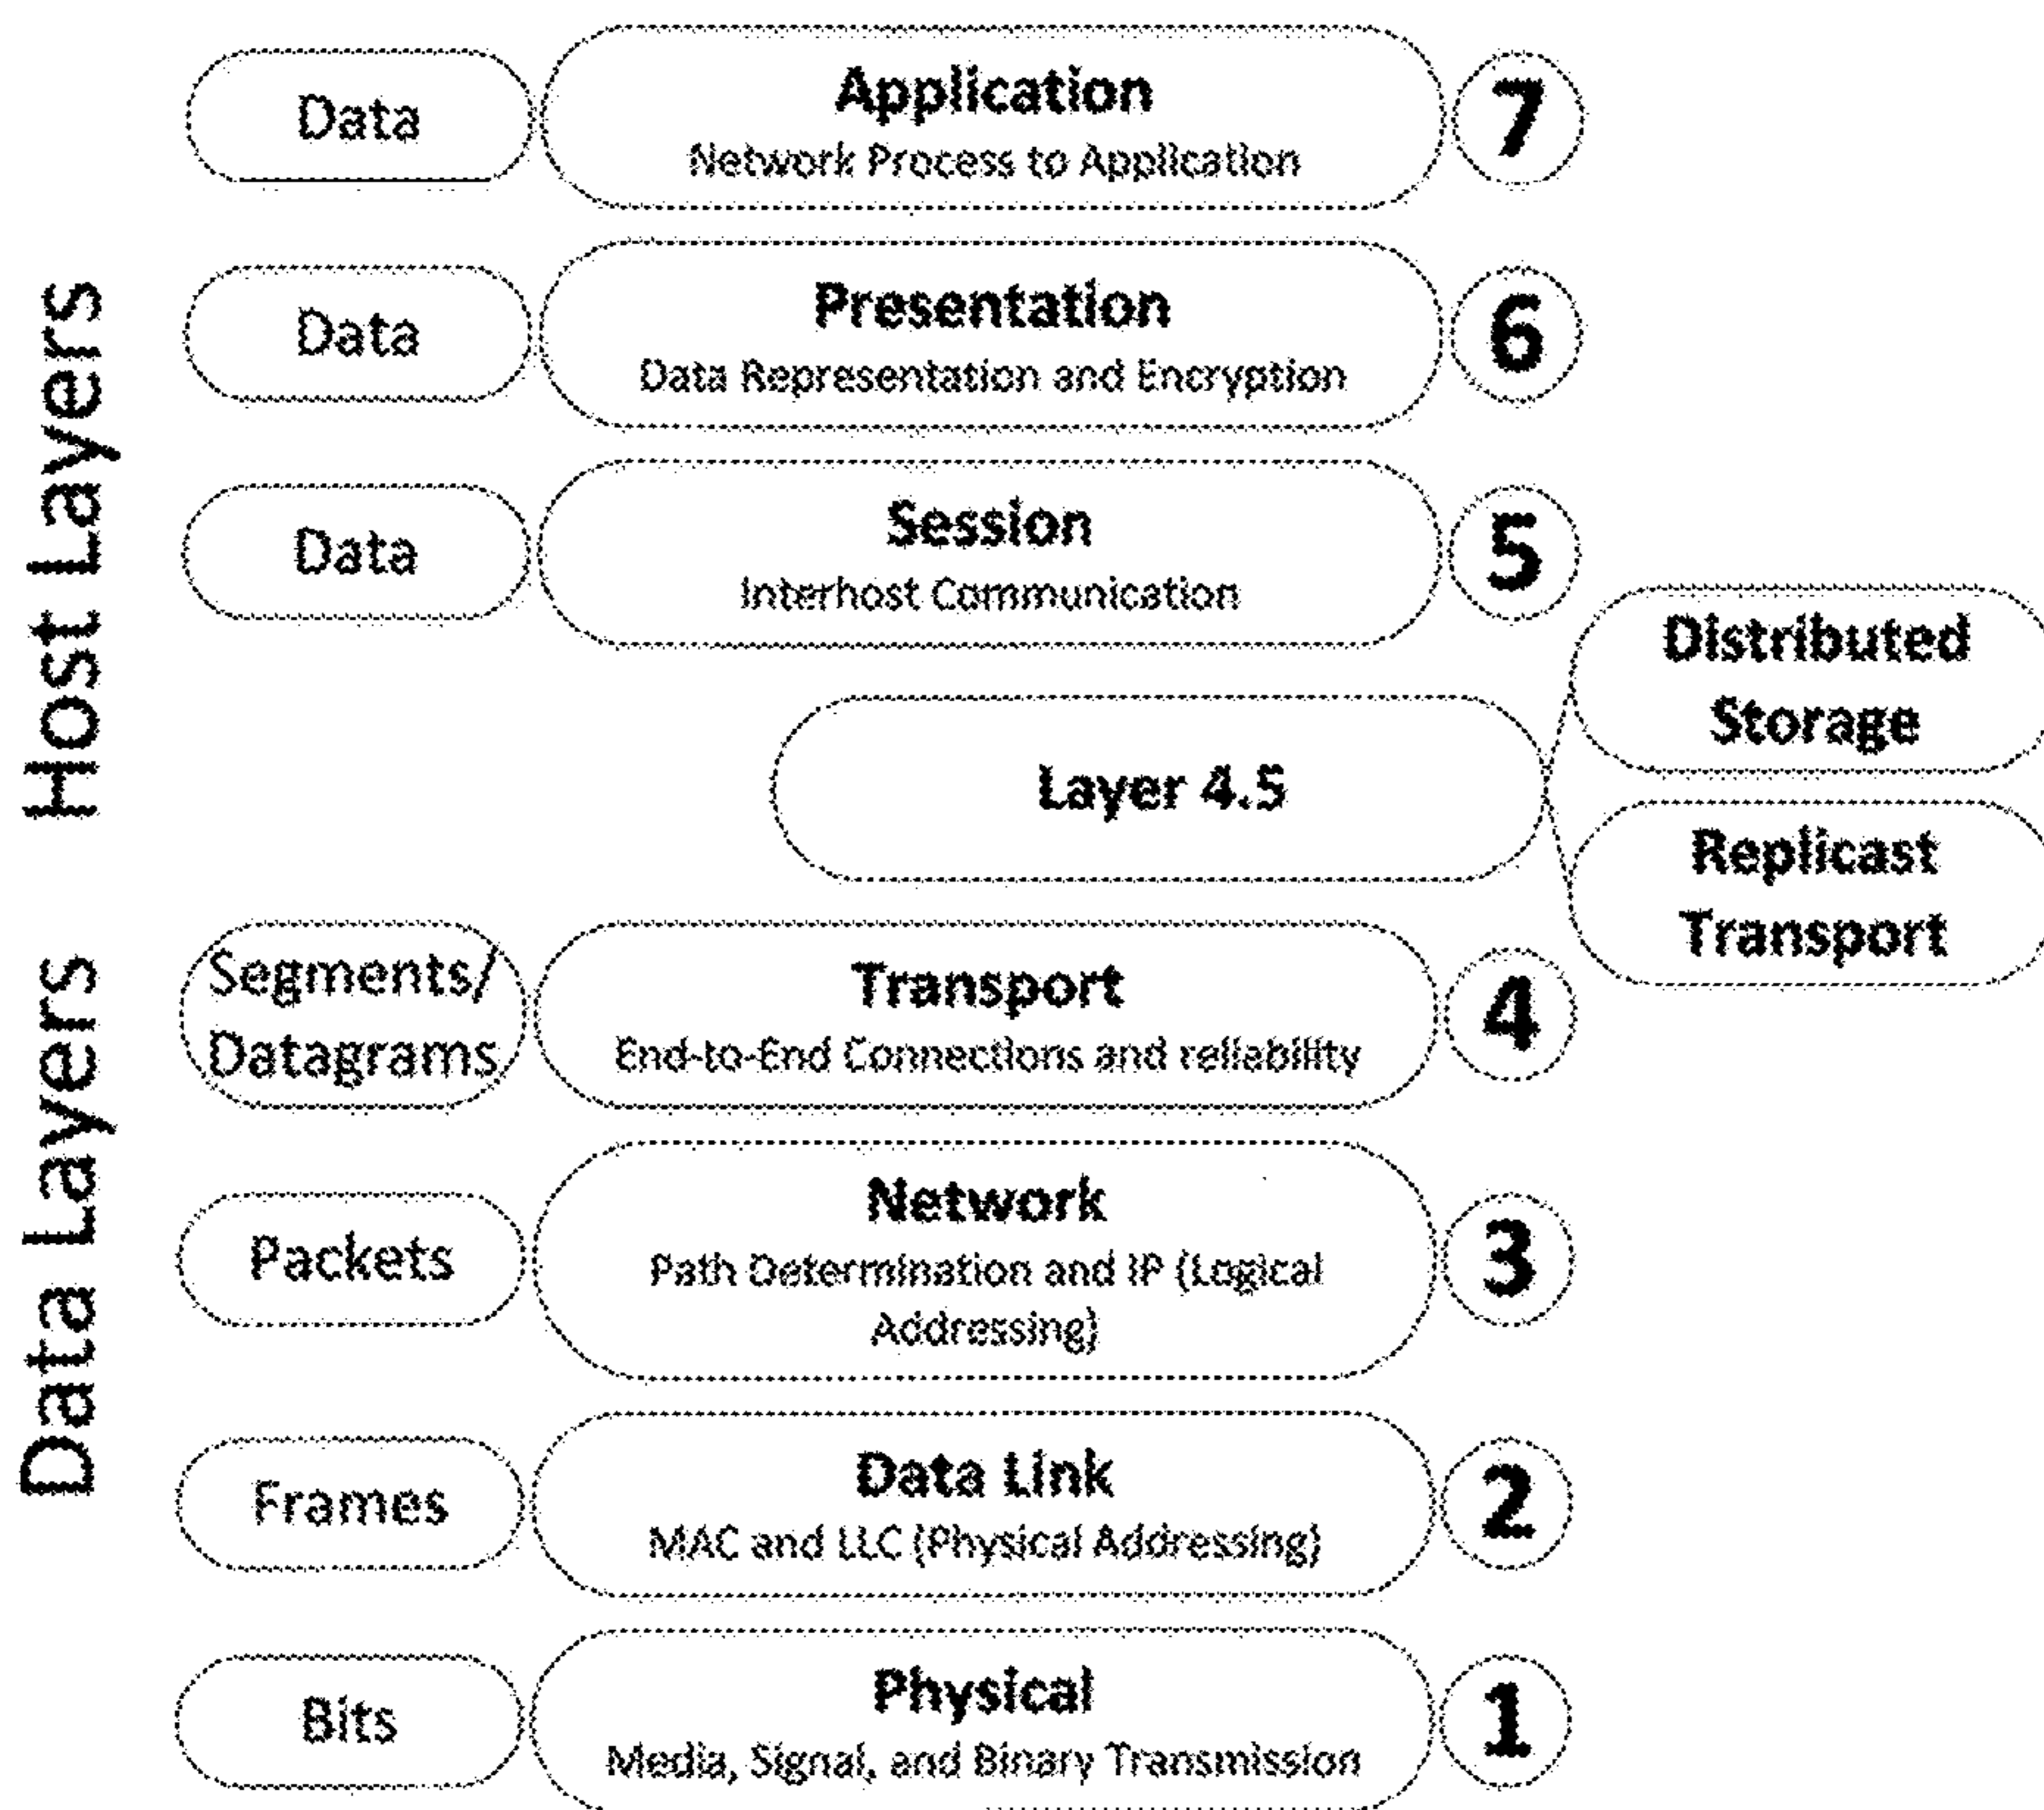 Host Layers
Data
Application
Network Process to Application
7
Data
Presentation
Data Representation and Encryption
6
Data
Session
Interhost Communication
5
Layer 4.5
Distributed
Storage
Replicast
Transport
Data Layers
Segments/
Datagrams
Transport
End-to-End Connections and reliability
4
Packets
Network
Path Determination and IP (Logical
Addressing)
3
Frames
Data Link
MAC and LLC (Physical Addressing)
2
Bits
Physical
Media, Signal, and Binary Transmission
1